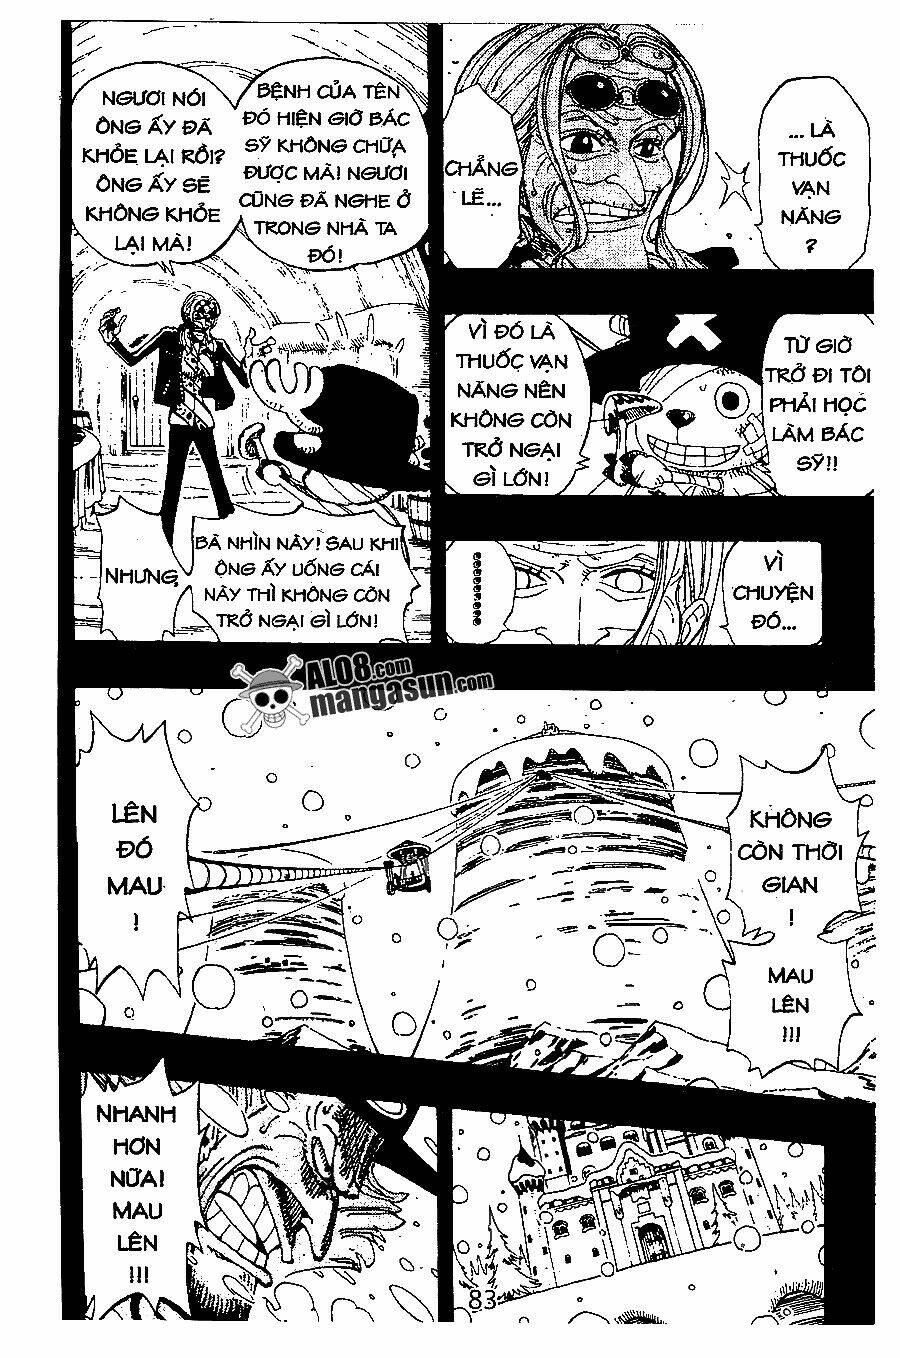 ... LÀ
THUỐC
VẠN
NĂNG
?
CHẲNG
LẼ...
TỪ GIỜ
TRỞ ĐI TÔI
PHẢI HỌC
LÀM BÁC
SỸ!!
VÌ ĐÓ LÀ
THUỐC VẠN
NĂNG NÊN
KHÔNG CÒN
TRỞ NGẠI
GÌ LỚN!
VÌ
CHUYỆN
ĐÓ...
BỆNH CỦA TÊN
ĐÓ HIỆN GIỜ BÁC
SỸ KHÔNG CHỮA
ĐƯỢC MÀ! NGƯƠI
CŨNG ĐÃ NGHE Ở
TRONG NHÀ TA
ĐÓ!
NGƯƠI NÓI
ÔNG ẤY ĐÃ
KHỎE LẠI RỒI?
ÔNG ẤY SẼ
KHÔNG KHỎE
LẠI MÀ!
BÀ NHÌN NÀY! SAU KHI
ÔNG ẤY UỐNG CÁI
NÀY THÌ KHÔNG CÒN
TRỞ NGẠI GÌ LỚN!
NHƯNG,
AL08.com
mangasun.com
KHÔNG
CÒN THỜI
GIAN
!
MAU
LÊN
!!!
LÊN
ĐÓ
MAU
!
NHANH
HƠN
NỮA!
MAU
LÊN
!!!
83